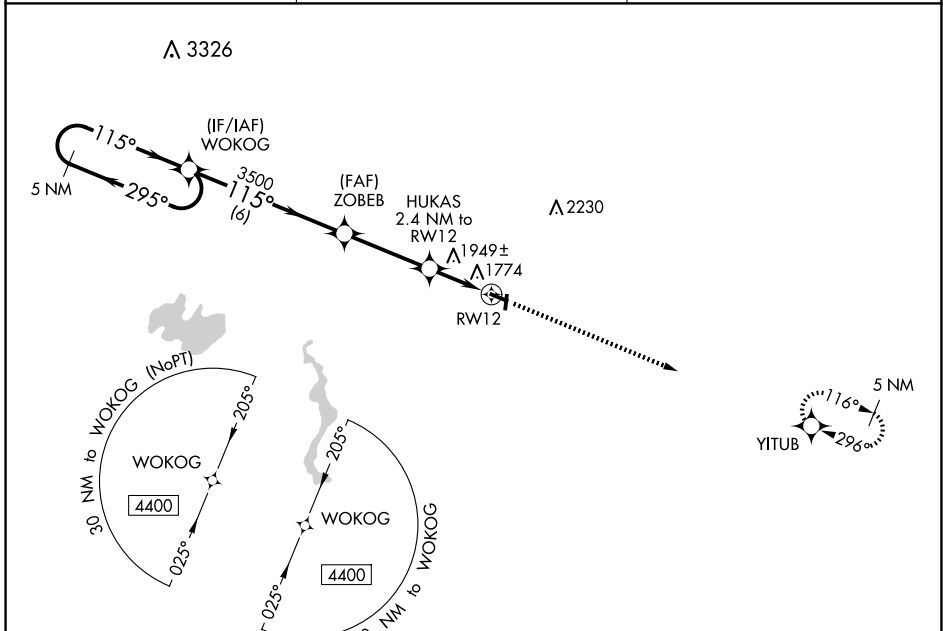 3326
(IF/IAF)
WOKOG
115°
295°
5 NM
3500
115°
(6)
(FAF)
ZOBEB
HUKAS
2.4 NM to
RW12
1949±
1774
2230
RW12
5 NM
116°
296°
YITUB
30 NM to WOKOG (NoPT)
205°
WOKOG
4400
025°
205°
WOKOG
4400
025°
NM to WOKOG